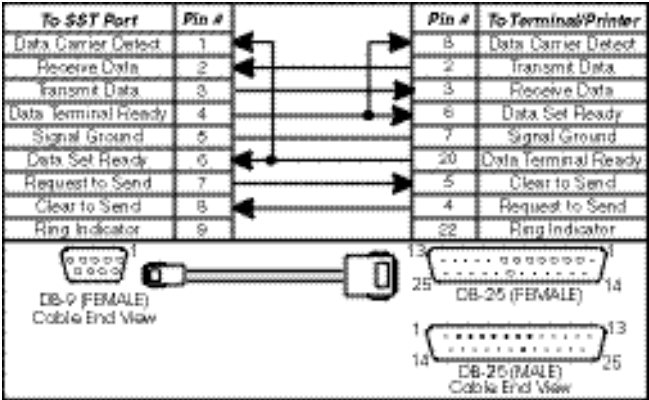 To SST Port Pin # Pin # To Terminal/Printer
Data Carrier Detect 1 8 Data Carrier Detect
Receive Data 2 2 Transmit Data
Transmit Data 3 3 Receive Data
Data Terminal Ready 4 6 Data Set Ready
Signal Ground 5 7 Signal Ground
Data Set Ready 6 20 Data Terminal Ready
Request to Send 7 5 Clear to Send
Clear to Send 8 4 Request to Send
Ring Indicator 9 22 Ring Indicator
1
DB-9 (FEMALE)
Cable End View
13 1
25 14
DB-25 (FEMALE)
1 13
14 25
DB-25 (MALE)
Cable End View